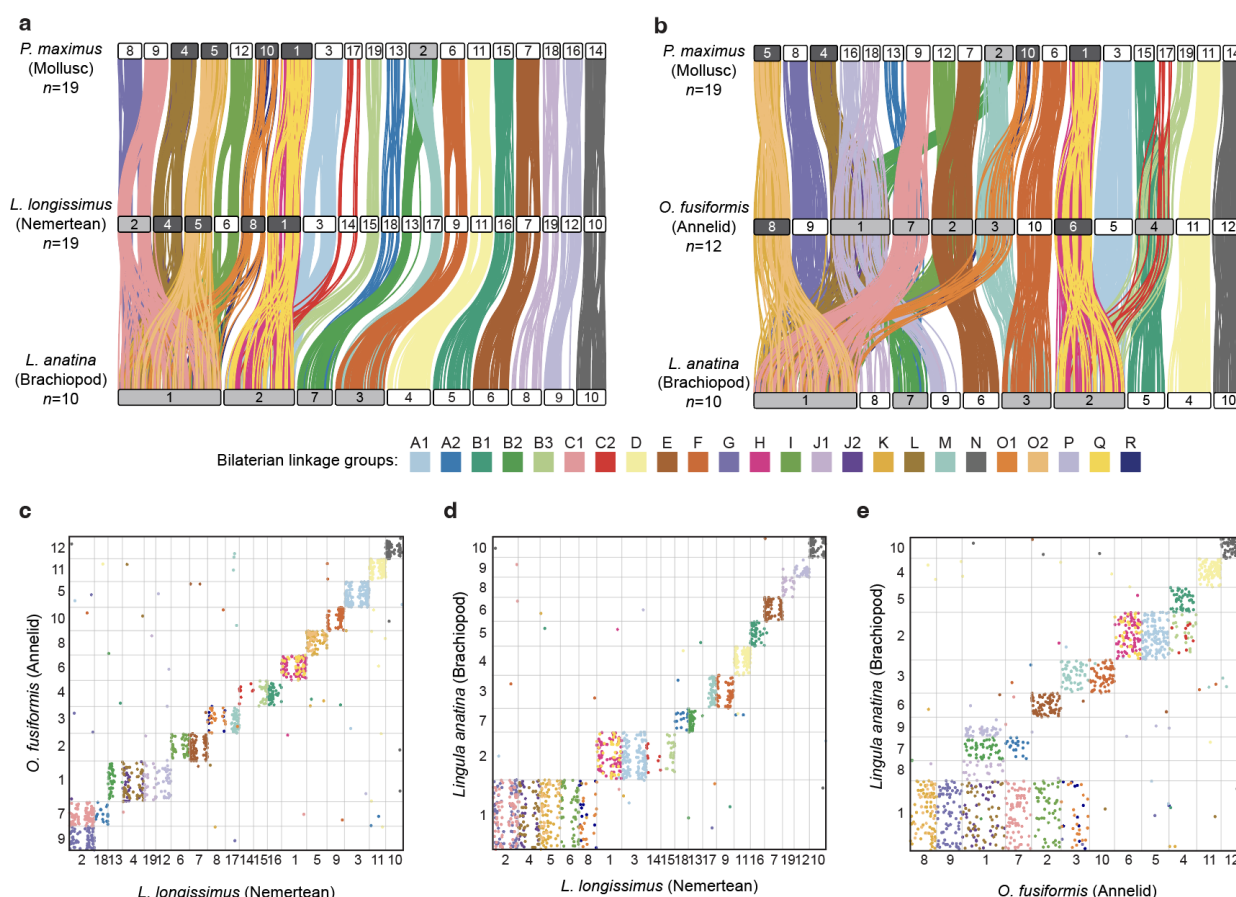 a
P. maximus
(Mollusc)
n=19
8 9 4 5 12 10 1 3 17 19 13 2 6 11 15 7 18 16 14
L. longissimus
(Nemertean)
n=19
2 4 5 6 8 1 3 14 15 18 13 17 9 11 16 7 19 12 10
L. anatina
(Brachiopod)
n=10
1 2 7 3 4 5 6 8 9 10
b
P. maximus
(Mollusc)
n=19
5 8 4 16 18 13 9 12 7 2 10 6 1 3 15 17 19 11 14
O. fusiformis
(Annelid)
n=12
8 9 1 7 2 3 10 6 5 4 11 12
L. anatina
(Brachiopod)
n=10
1 8 7 9 6 3 2 5 4 10
Bilaterian linkage groups:
A1 A2 B1 B2 B3 C1 C2 D E F G H I J1 J2 K L M N O1 O2 P Q R
c
O. fusiformis (Annelid)
12
11
5
10
8
6
4
3
2
1
7
9
2 18 13 4 19 12 6 7 8 17 14 15 16 1 5 9 3 11 10
L. longissimus (Nemertean)
d
Lingula anatina (Brachiopod)
10
9
8
6
5
4
3
7
2
1
2 4 5 6 8 1 3 14 15 18 13 17 9 11 16 7 19 12 10
L. longissimus (Nemertean)
e
Lingula anatina (Brachiopod)
10
4
5
2
3
6
9
7
8
1
8 9 1 7 2 3 10 6 5 4 11 12
O. fusiformis (Annelid)